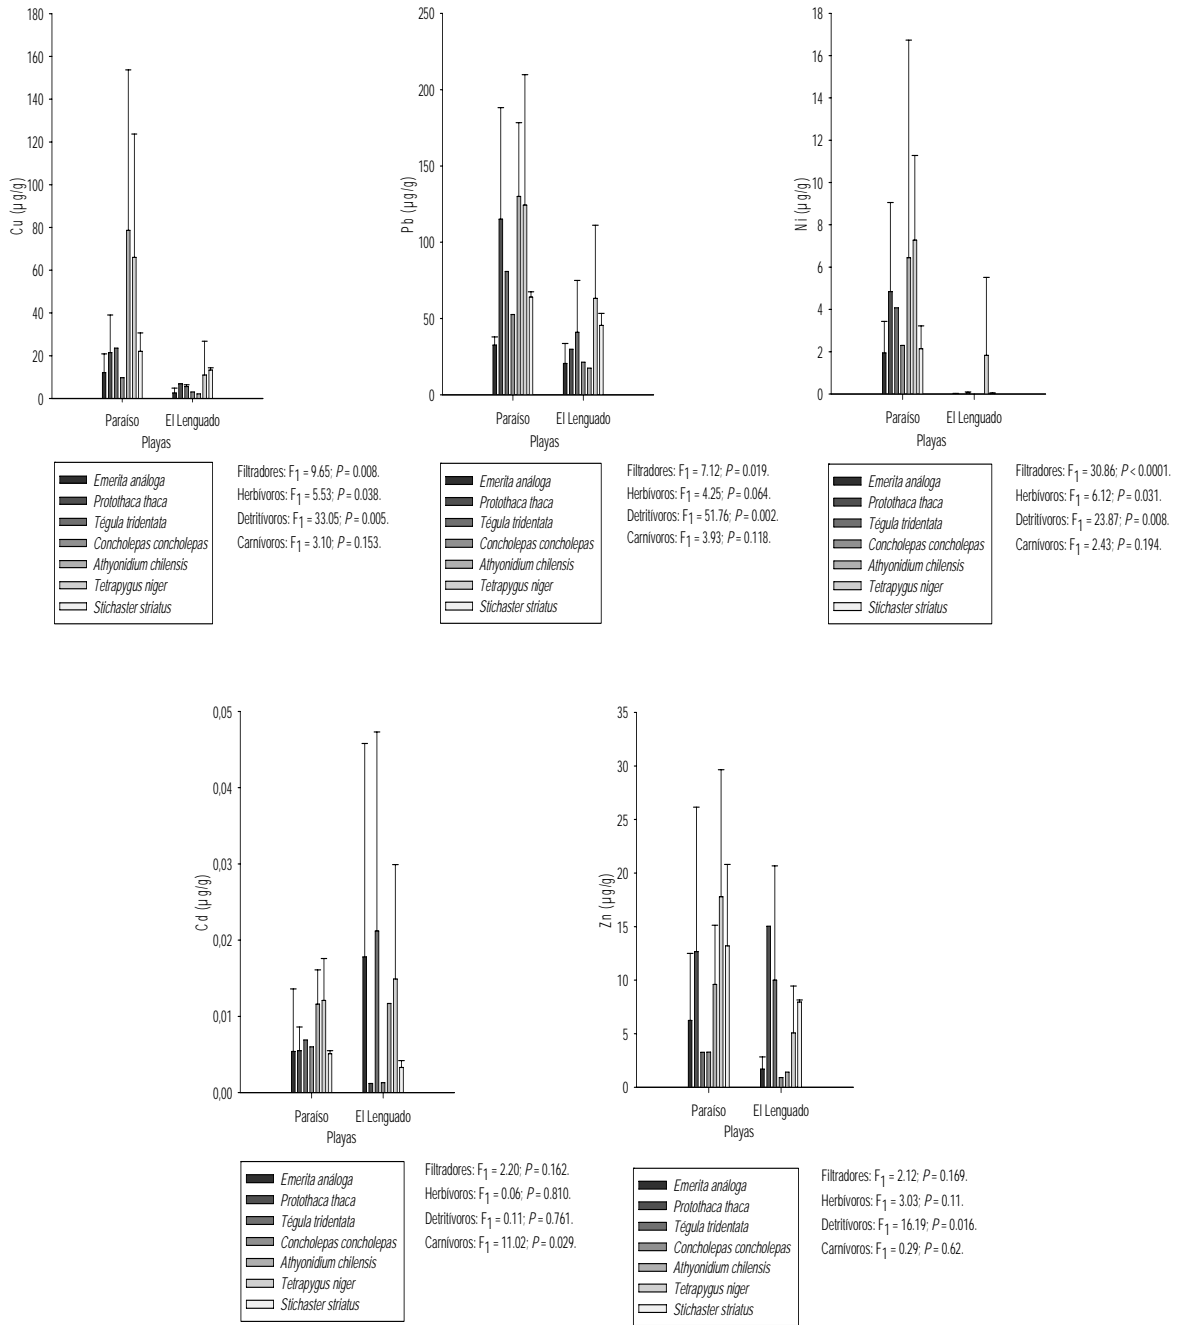 180
160
140
120
100
80
60
40
20
0
Cu (µg/g)
Paraíso El Lenguado
Playas
Emerita análoga
Protothaca thaca
Tégula tridentata
Concholepas concholepas
Athyonidium chilensis
Tetrapygus niger
Stichaster striatus
Filtradores: F1 = 9.65; P = 0.008.
Herbívoros: F1 = 5.53; P = 0.038.
Detritívoros: F1 = 33.05; P = 0.005.
Carnívoros: F1 = 3.10; P = 0.153.
250
200
150
100
50
0
Pb (µg/g)
Paraíso El Lenguado
Playas
Emerita análoga
Protothaca thaca
Tégula tridentata
Concholepas concholepas
Athyonidium chilensis
Tetrapygus niger
Stichaster striatus
Filtradores: F1 = 7.12; P = 0.019.
Herbívoros: F1 = 4.25; P = 0.064.
Detritívoros: F1 = 51.76; P = 0.002.
Carnívoros: F1 = 3.93; P = 0.118.
18
16
14
12
10
8
6
4
2
0
Ni (µg/g)
Paraíso El Lenguado
Playas
Emerita análoga
Protothaca thaca
Tégula tridentata
Concholepas concholepas
Athyonidium chilensis
Tetrapygus niger
Stichaster striatus
Filtradores: F1 = 30.86; P < 0.0001.
Herbívoros: F1 = 6.12; P = 0.031.
Detritívoros: F1 = 23.87; P = 0.008.
Carnívoros: F1 = 2.43; P = 0.194.
0,05
0,04
0,03
0,02
0,01
0,00
Cd (µg/g)
Paraíso El Lenguado
Playas
Emerita análoga
Protothaca thaca
Tégula tridentata
Concholepas concholepas
Athyonidium chilensis
Tetrapygus niger
Stichaster striatus
Filtradores: F1 = 2.20; P = 0.162.
Herbívoros: F1 = 0.06; P = 0.810.
Detritívoros: F1 = 0.11; P = 0.761.
Carnívoros: F1 = 11.02; P = 0.029.
35
30
25
20
15
10
5
0
Zn (µg/g)
Paraíso El Lenguado
Playas
Emerita análoga
Protothaca thaca
Tégula tridentata
Concholepas concholepas
Athyonidium chilensis
Tetrapygus niger
Stichaster striatus
Filtradores: F1 = 2.12; P = 0.169.
Herbívoros: F1 = 3.03; P = 0.11.
Detritívoros: F1 = 16.19; P = 0.016.
Carnívoros: F1 = 0.29; P = 0.62.